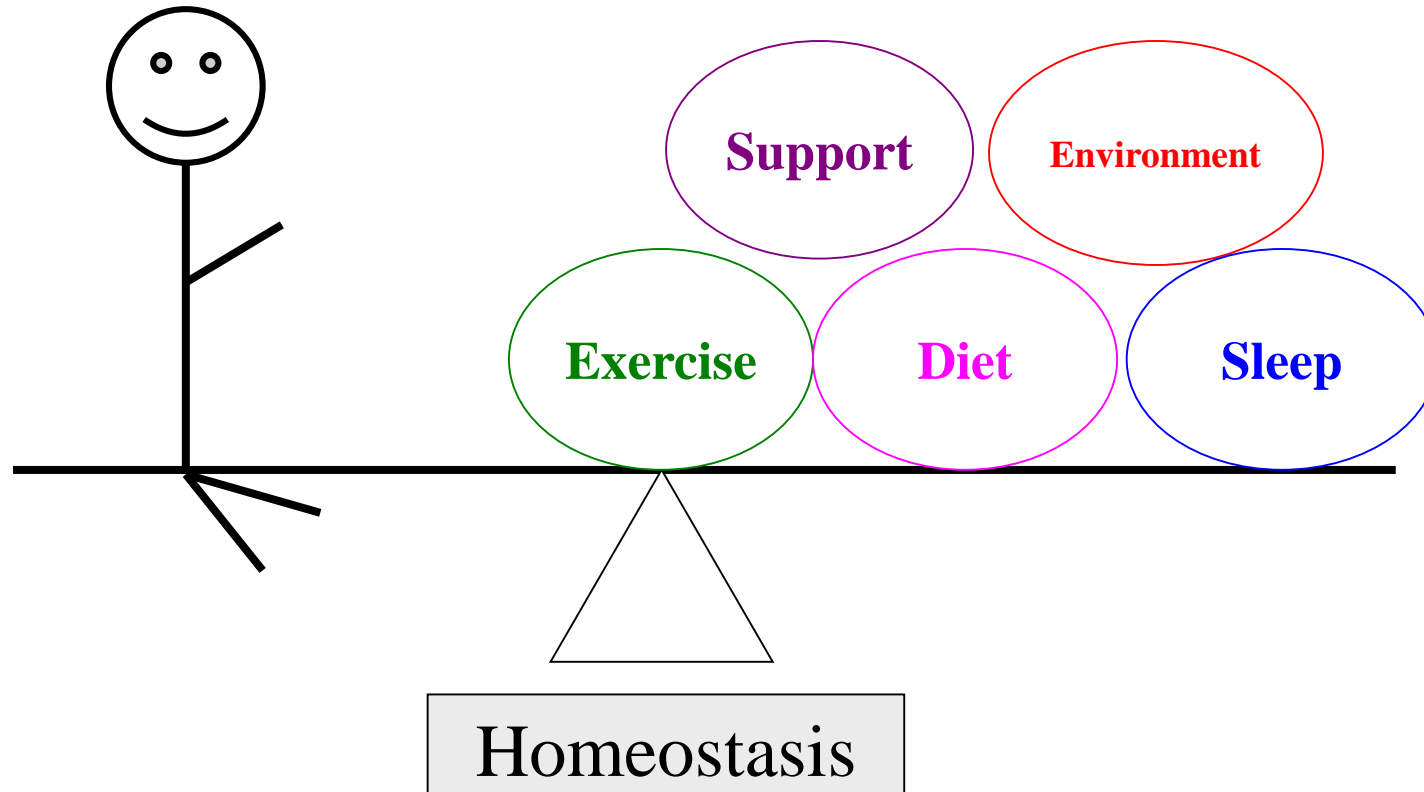 Support
Environment
Exercise
Diet
Sleep
Homeostasis